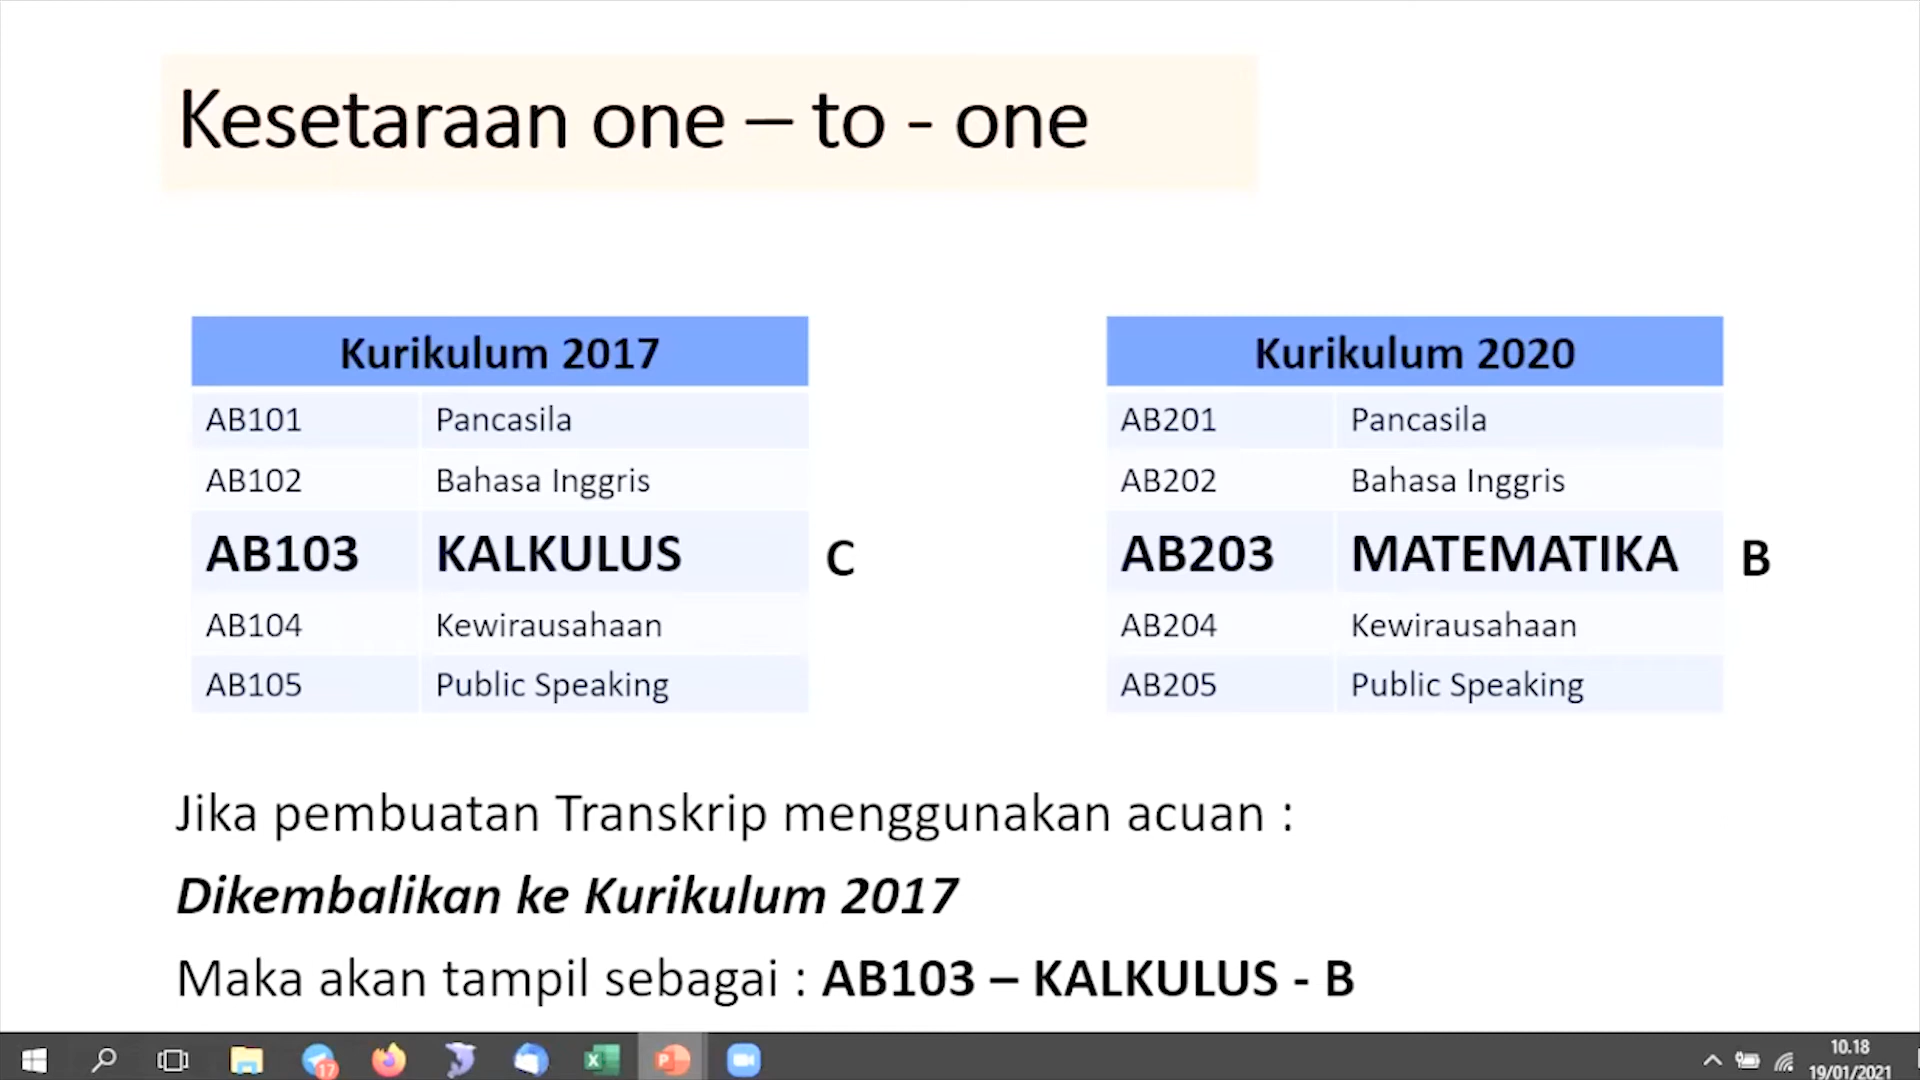 Kesetaraan one – to - one
Kurikulum 2017
AB101 Pancasila
AB102 Bahasa Inggris
AB103 KALKULUS C
AB104 Kewirausahaan
AB105 Public Speaking
Kurikulum 2020
AB201 Pancasila
AB202 Bahasa Inggris
AB203 MATEMATIKA B
AB204 Kewirausahaan
AB205 Public Speaking
Jika pembuatan Transkrip menggunakan acuan :
Dikembalikan ke Kurikulum 2017
Maka akan tampil sebagai : AB103 – KALKULUS - B
17
10.18
19/01/2021